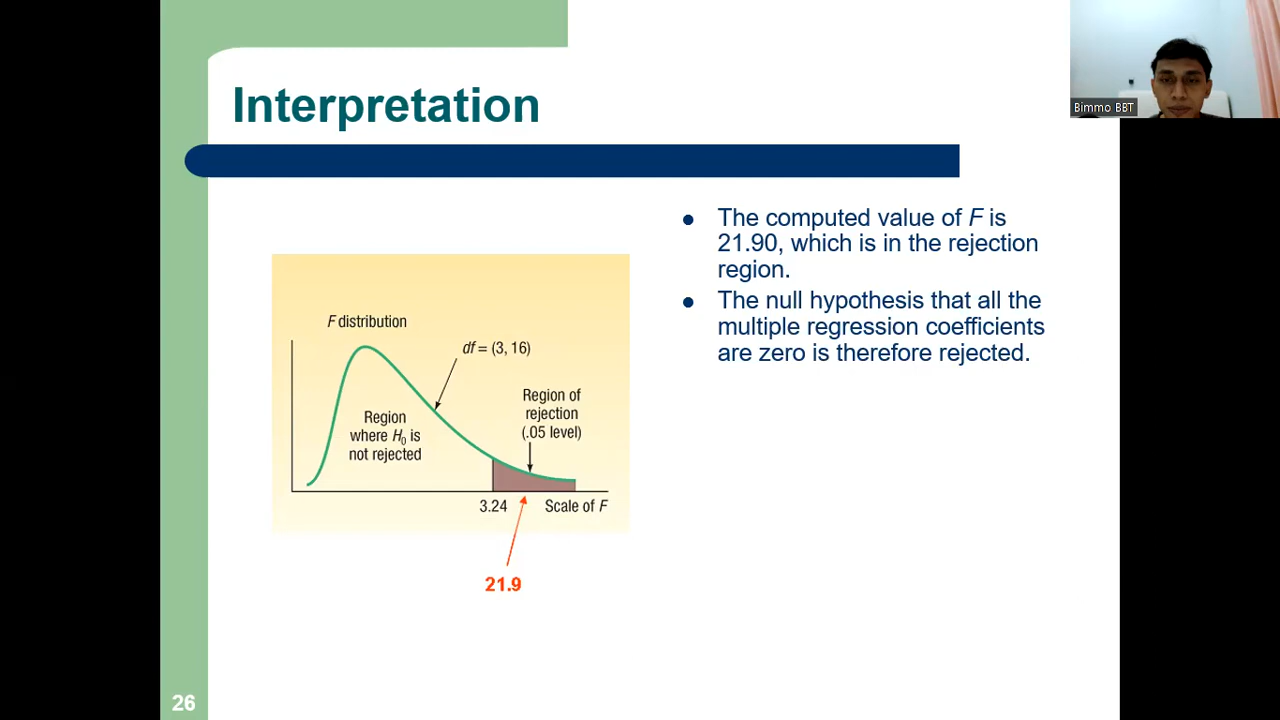 Interpretation
Bimmo BBT
The computed value of F is
21.90, which is in the rejection
region.
The null hypothesis that all the
multiple regression coefficients
are zero is therefore rejected.
F distribution
df = (3, 16)
Region of
rejection
(.05 level)
Region
where H₀ is
not rejected
3.24
Scale of F
21.9
26